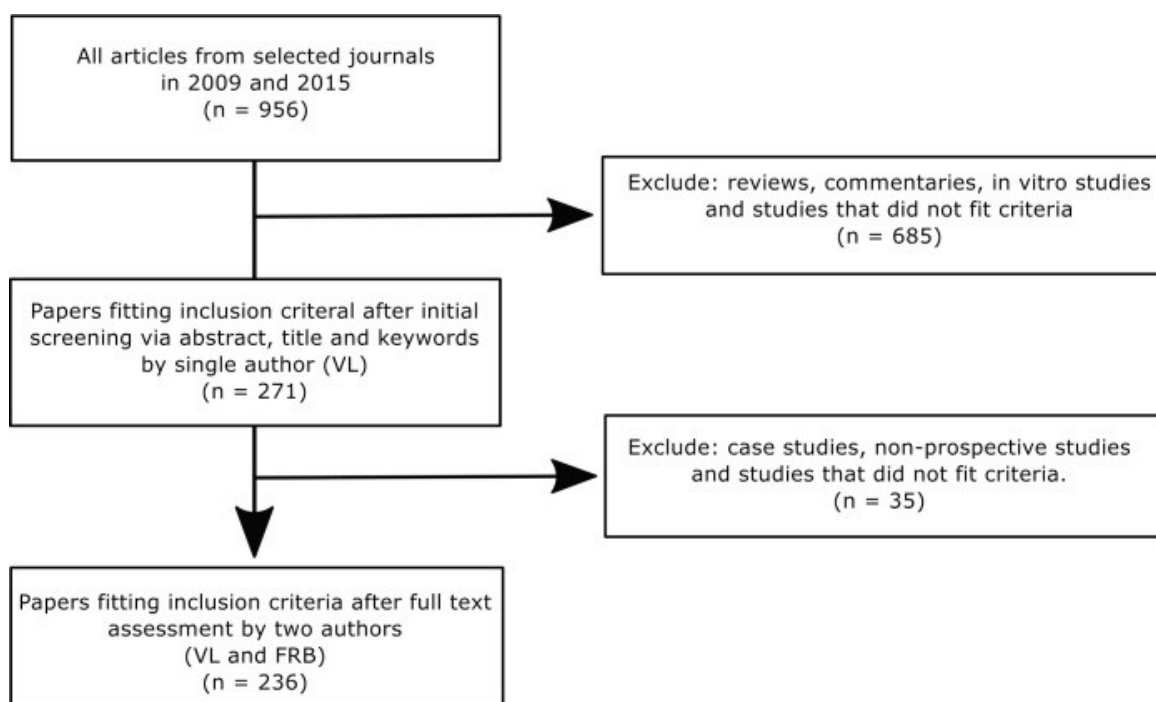 All articles from selected journals
in 2009 and 2015
(n = 956)
Exclude: reviews, commentaries, in vitro studies
and studies that did not fit criteria
(n = 685)
Papers fitting inclusion criteral after initial
screening via abstract, title and keywords
by single author (VL)
(n = 271)
Exclude: case studies, non-prospective studies
and studies that did not fit criteria.
(n = 35)
Papers fitting inclusion criteria after full text
assessment by two authors
(VL and FRB)
(n = 236)